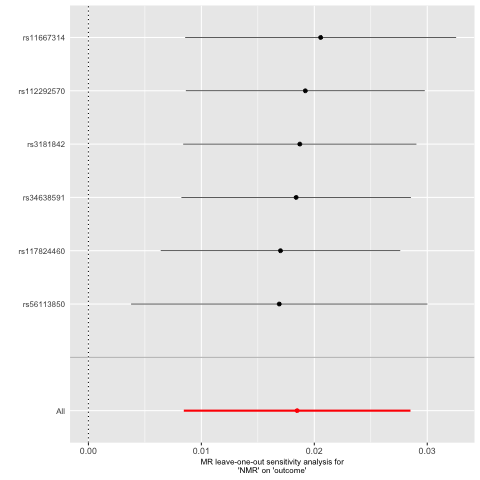 rs11667314
rs112292570
rs3181842
rs34638591
rs117824460
rs56113850
All
0.00 0.01 0.02 0.03
MR leave-one-out sensitivity analysis for
'NMR' on 'outcome'